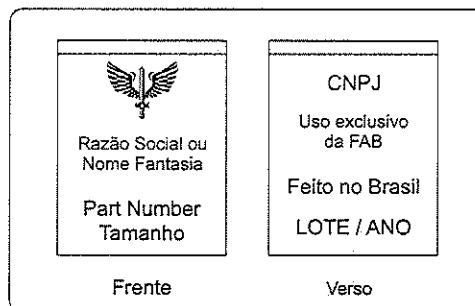 Razão Social ou
Nome Fantasia
Part Number
Tamanho
Frente
CNPJ
Uso exclusivo
da FAB
Feito no Brasil
LOTE / ANO
Verso